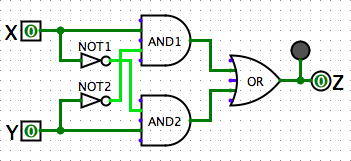 X 0
NOT1
AND1
NOT2
OR
0 Z
Y 0
AND2